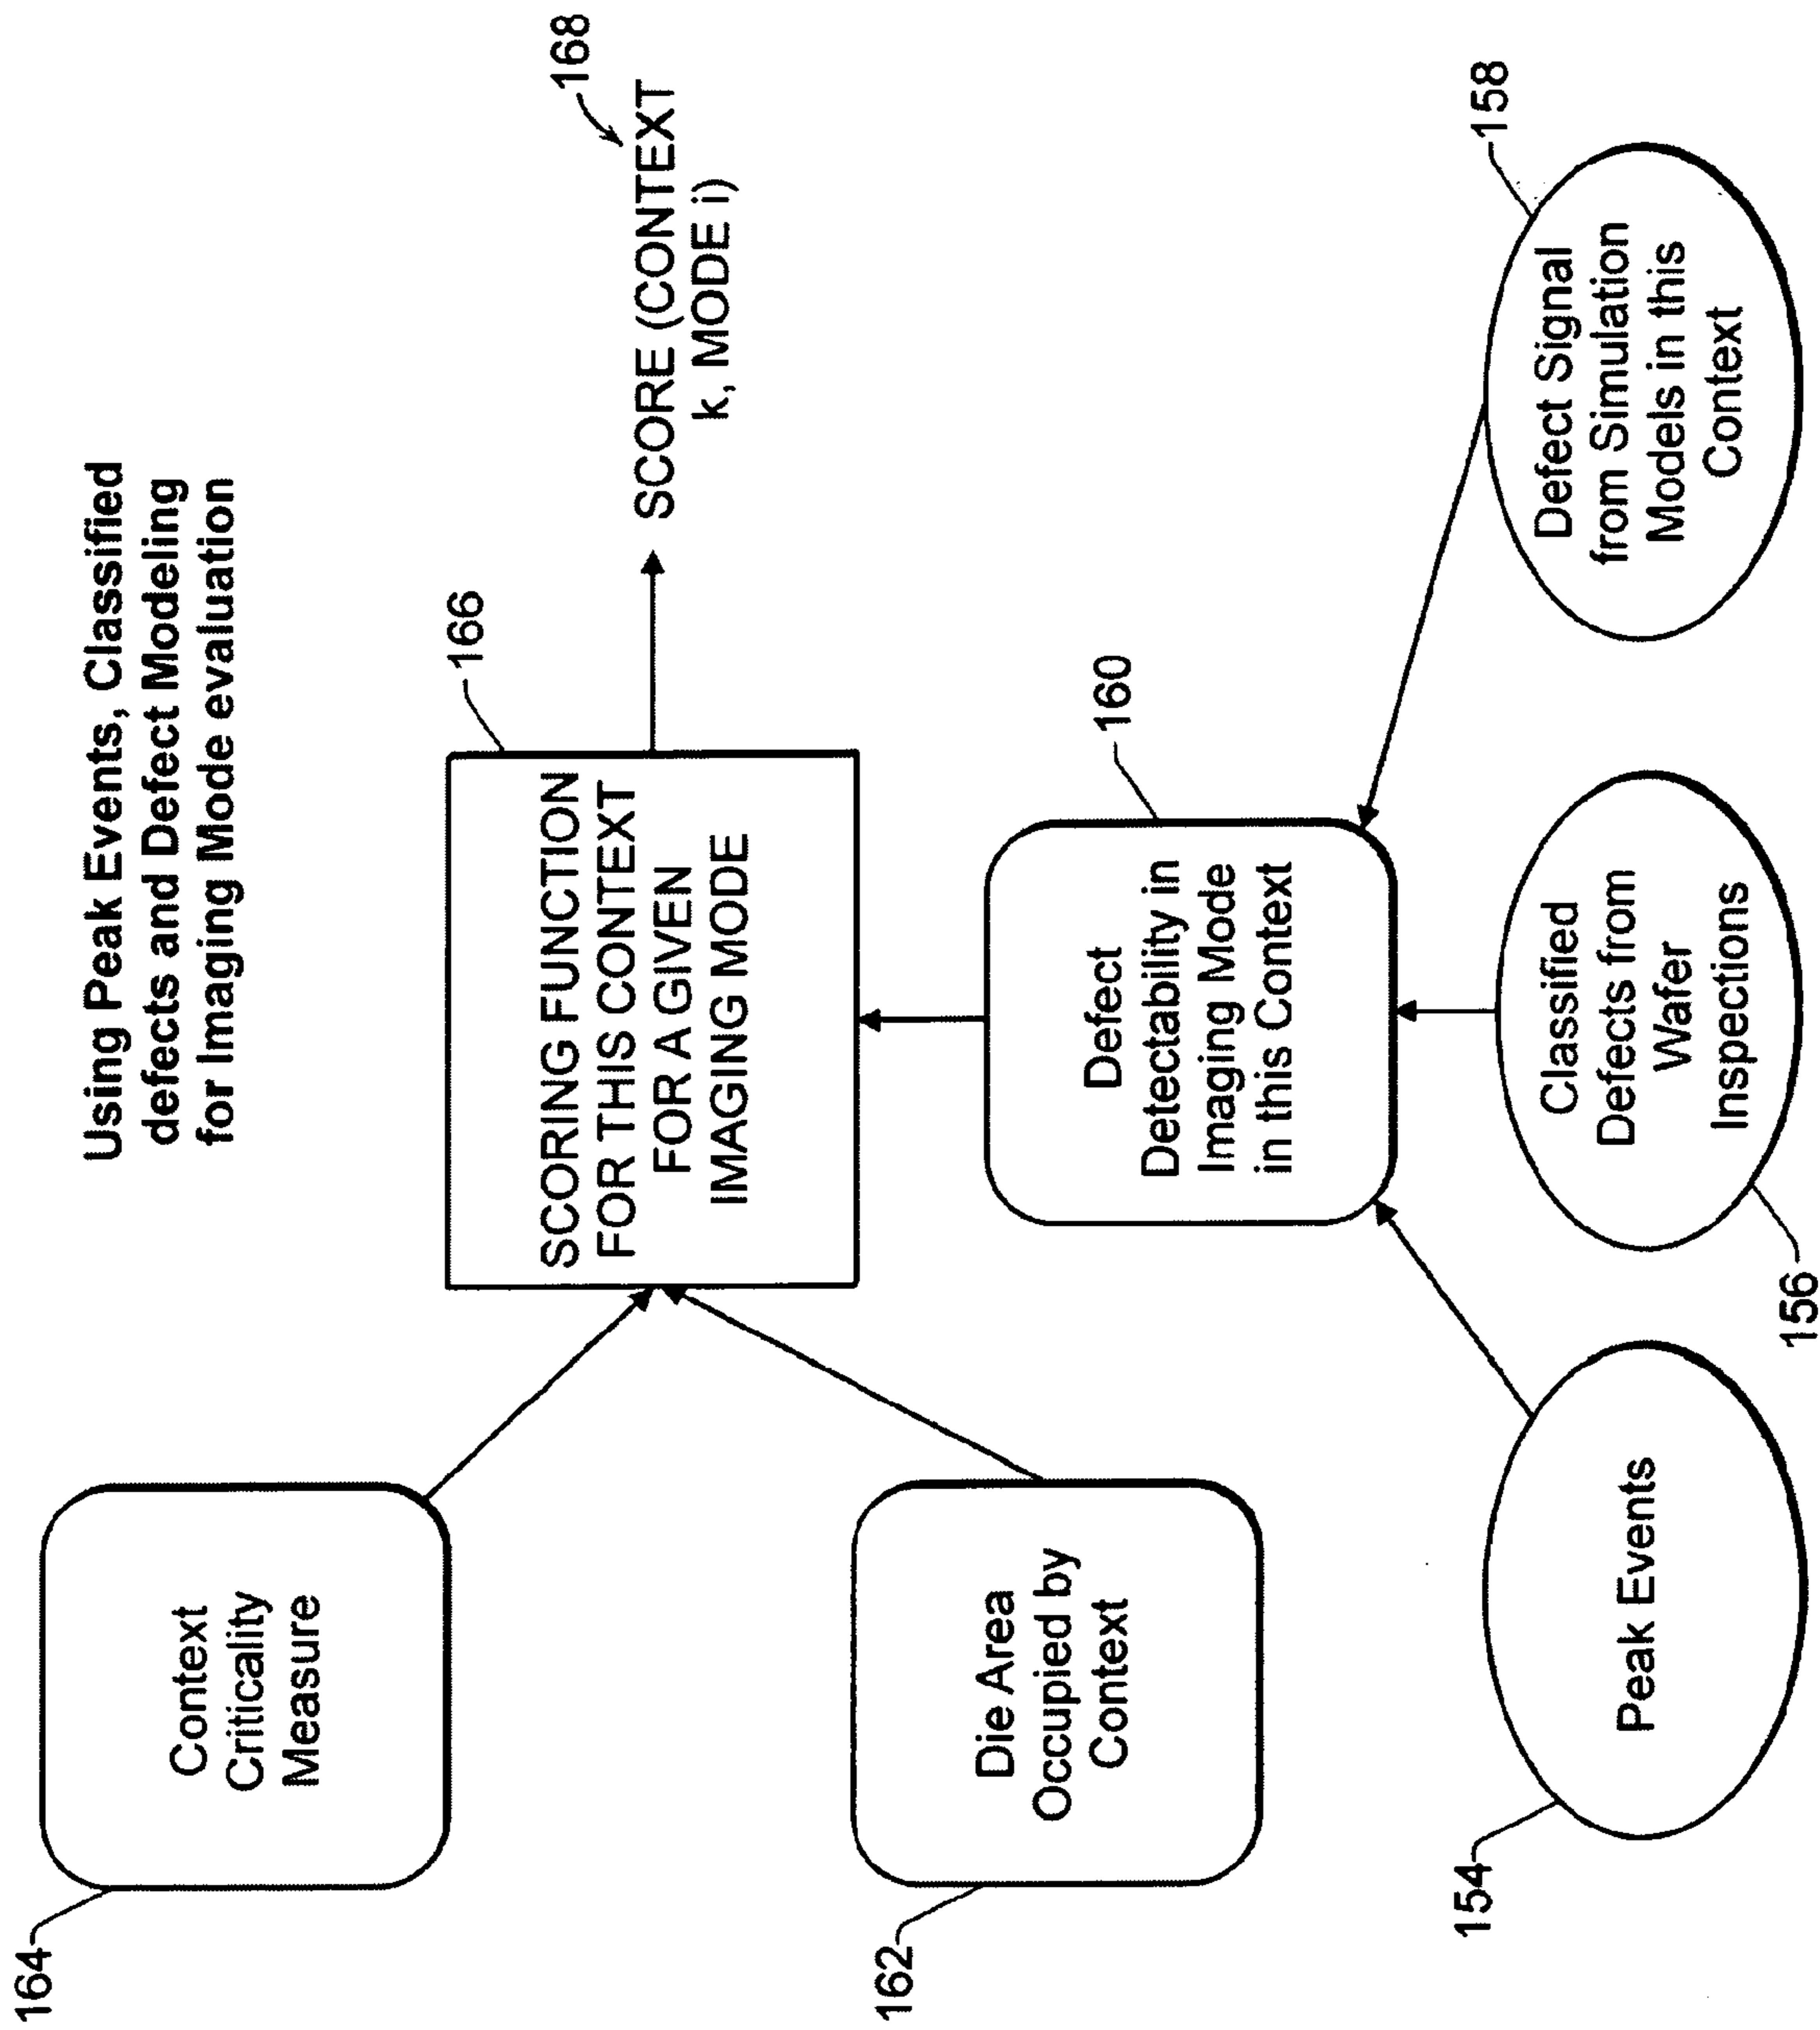 Using Peak Events, Classified
defects and Defect Modeling
for Imaging Mode evaluation
164
Context
Criticality
Measure
166
SCORING FUNCTION
FOR THIS CONTEXT
FOR A GIVEN
IMAGING MODE
168
SCORE (CONTEXT
k, MODE i)
162
Die Area
Occupied by
Context
160
Defect
Detectability in
Imaging Mode
in this Context
154
Peak Events
156
Classified
Defects from
Wafer
Inspections
158
Defect Signal
from Simulation
Models in this
Context